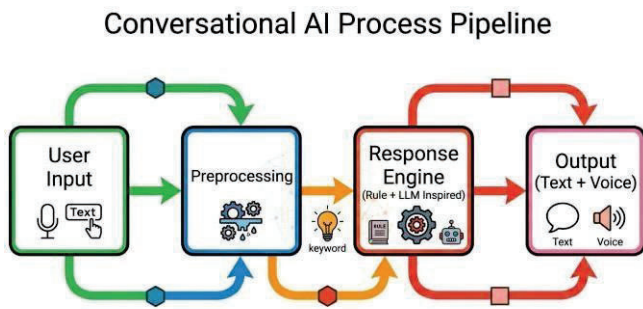 Conversational AI Process Pipeline
User
Input
Text
Preprocessing
keyword
Response
Engine
(Rule + LLM Inspired)
RULE
Output
(Text + Voice)
Text
Voice